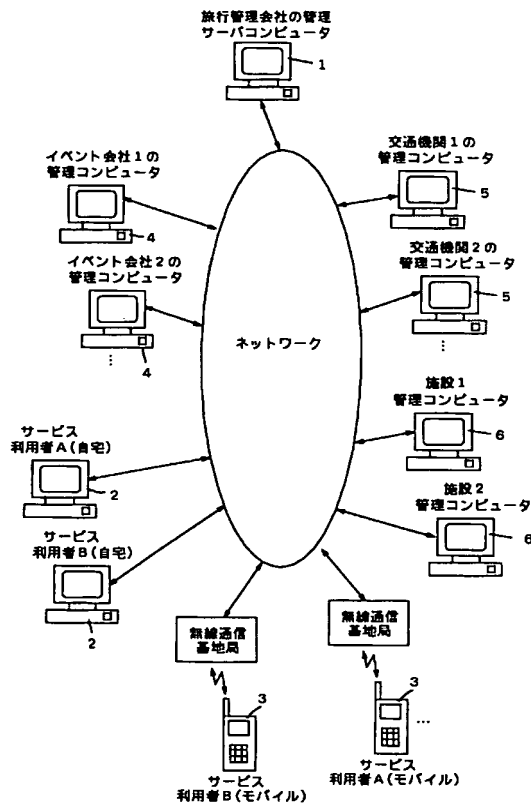 旅行管理会社の管理
サーバコンピュータ
1
イベント会社1の
管理コンピュータ
4
イベント会社2の
管理コンピュータ
4
⋮
交通機関1の
管理コンピュータ
5
交通機関2の
管理コンピュータ
5
⋮
ネットワーク
施設1
管理コンピュータ
6
施設2
管理コンピュータ
6
サービス
利用者A(自宅)
2
サービス
利用者B(自宅)
2
無線通信
基地局
無線通信
基地局
3
サービス
利用者B(モバイル)
3
…
サービス
利用者A(モバイル)